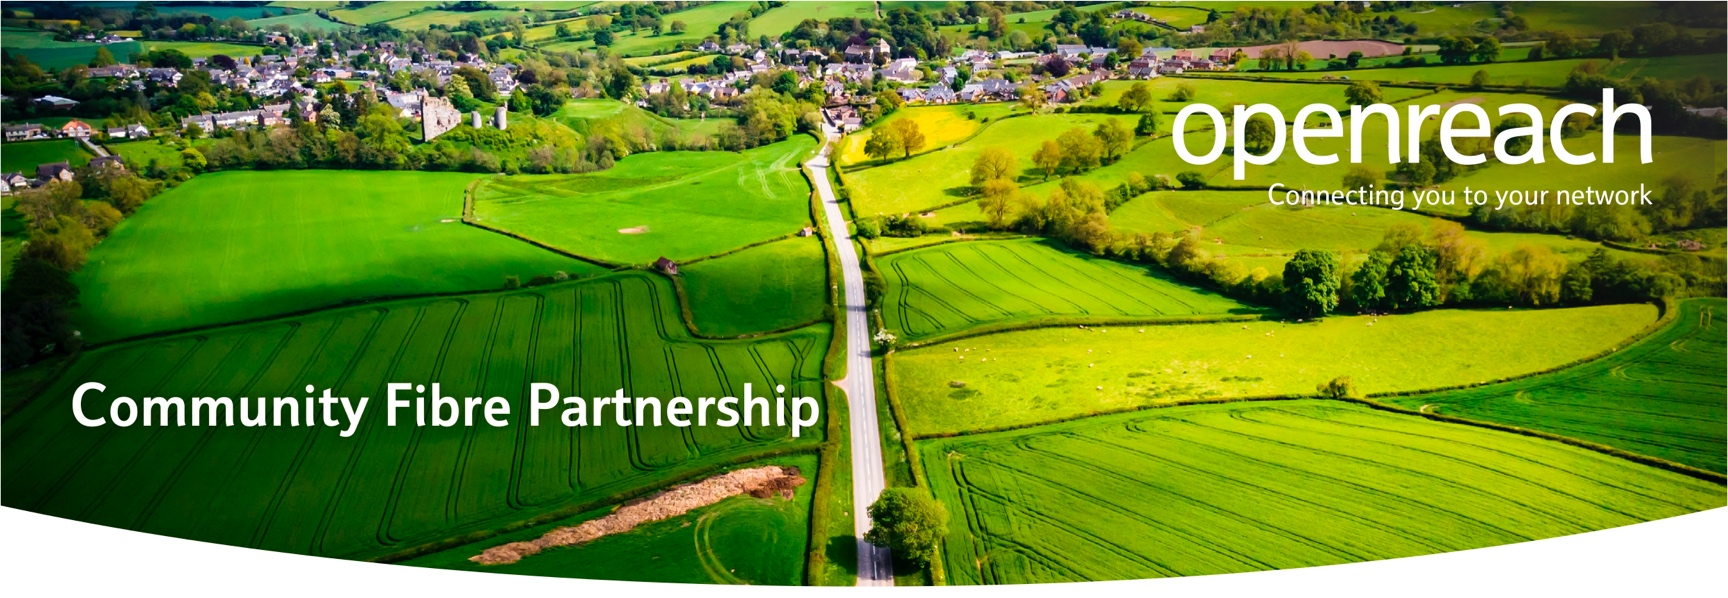 openreach
Connecting you to your network
Community Fibre Partnership